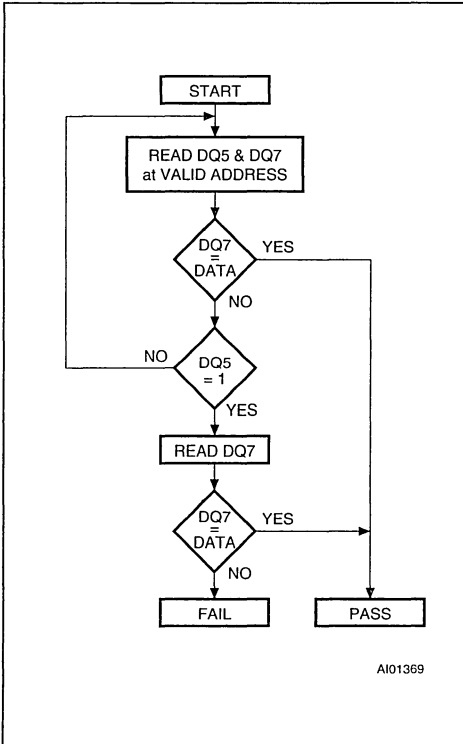 START
READ DQ5 & DQ7
at VALID ADDRESS
DQ7
=
DATA
YES
NO
DQ5
= 1
NO
YES
READ DQ7
DQ7
=
DATA
YES
NO
FAIL
PASS
AI01369